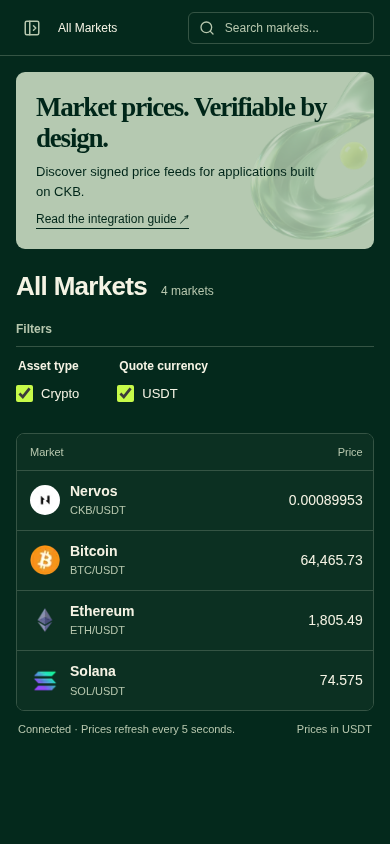 All Markets
Search markets...
Market prices. Verifiable by
design.
Discover signed price feeds for applications built
on CKB.
Read the integration guide ↗
All Markets
4 markets
Filters
Asset type
Quote currency
Crypto
USDT
Market
Price
Nervos
CKB/USDT
0.00089953
Bitcoin
BTC/USDT
64,465.73
Ethereum
ETH/USDT
1,805.49
Solana
SOL/USDT
74.575
Connected · Prices refresh every 5 seconds.
Prices in USDT